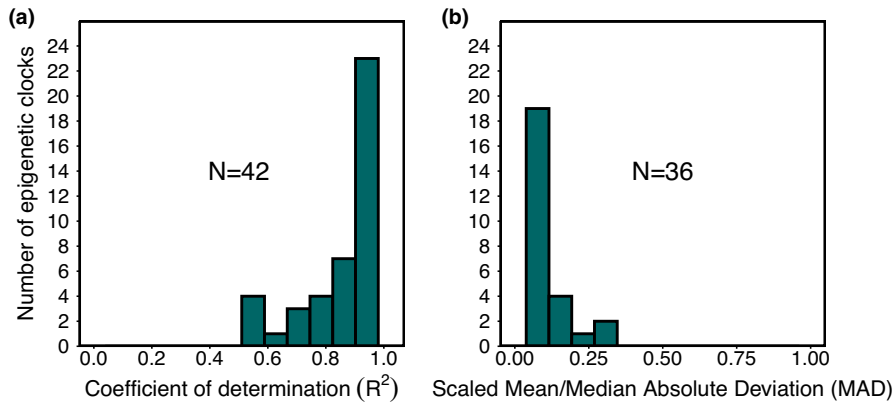 (a)
Number of epigenetic clocks
24
22
20
18
16
14
12
10
8
6
4
2
0
N=42
0.0 0.2 0.4 0.6 0.8 1.0
Coefficient of determination (R²)
(b)
24
22
20
18
16
14
12
10
8
6
4
2
0
N=36
0.00 0.25 0.50 0.75 1.00
Scaled Mean/Median Absolute Deviation (MAD)